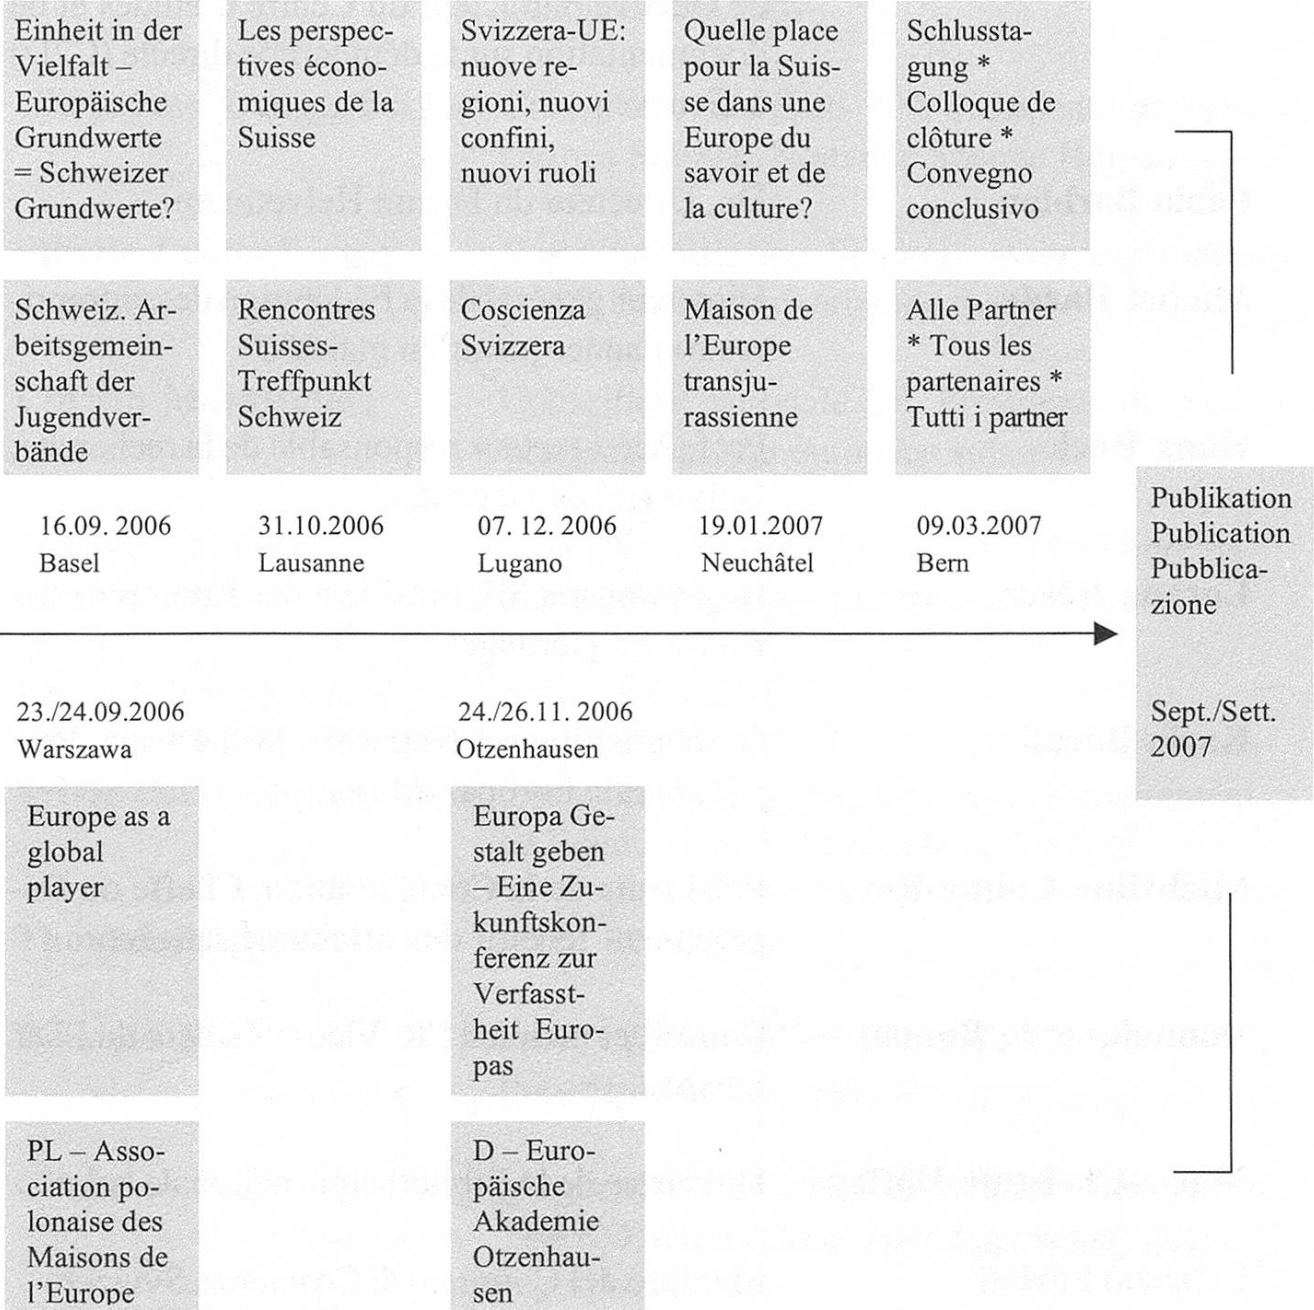 Einheit in der
Vielfalt –
Europäische
Grundwerte
= Schweizer
Grundwerte?
Les perspec-
tives écono-
miques de la
Suisse
Svizzera-UE:
nuove re-
gioni, nuovi
confini,
nuovi ruoli
Quelle place
pour la Suis-
se dans une
Europe du
savoir et de
la culture?
Schlussta-
gung *
Colloque de
clôture *
Convegno
conclusivo
Schweiz. Ar-
beitsgemein-
schaft der
Jugendver-
bände
Rencontres
Suisses-
Treffpunkt
Schweiz
Coscienza
Svizzera
Maison de
l'Europe
transju-
rassienne
Alle Partner
* Tous les
partenaires *
Tutti i partner
16.09. 2006
Basel
31.10.2006
Lausanne
07. 12. 2006
Lugano
19.01.2007
Neuchâtel
09.03.2007
Bern
Publikation
Publication
Pubblica-
zione
Sept./Sett.
2007
23./24.09.2006
Warszawa
24./26.11. 2006
Otzenhausen
Europe as a
global
player
Europa Ge-
stalt geben
– Eine Zu-
kunftskon-
ferenz zur
Verfasst-
heit Euro-
pas
PL – Asso-
ciation po-
lonaise des
Maisons de
l'Europe
D – Euro-
päische
Akademie
Otzenhau-
sen